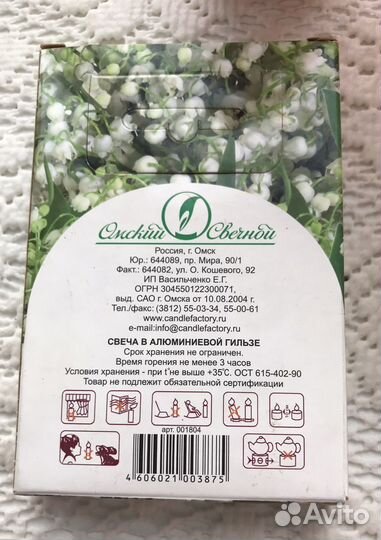 Омский Свечной
Россия, г. Омск
Юр.: 644089, пр. Мира, 90/1
Факт.: 644082, ул. О. Кошевого, 92
ИП Васильченко Е.Г.
ОГРН 304550122300071,
выд. САО г. Омска от 10.08.2004 г.
Тел./факс: (3812) 55-03-34, 55-00-61
www.candlefactory.ru
e-mail:info@candlefactory.ru
СВЕЧА В АЛЮМИНИЕВОЙ ГИЛЬЗЕ
Срок хранения не ограничен.
Время горения не менее 3 часов
Условия хранения - при t°не выше +35°С. ОСТ 615-402-90
Товар не подлежит обязательной сертификации
арт. 001804
4 606021 003875
Avito